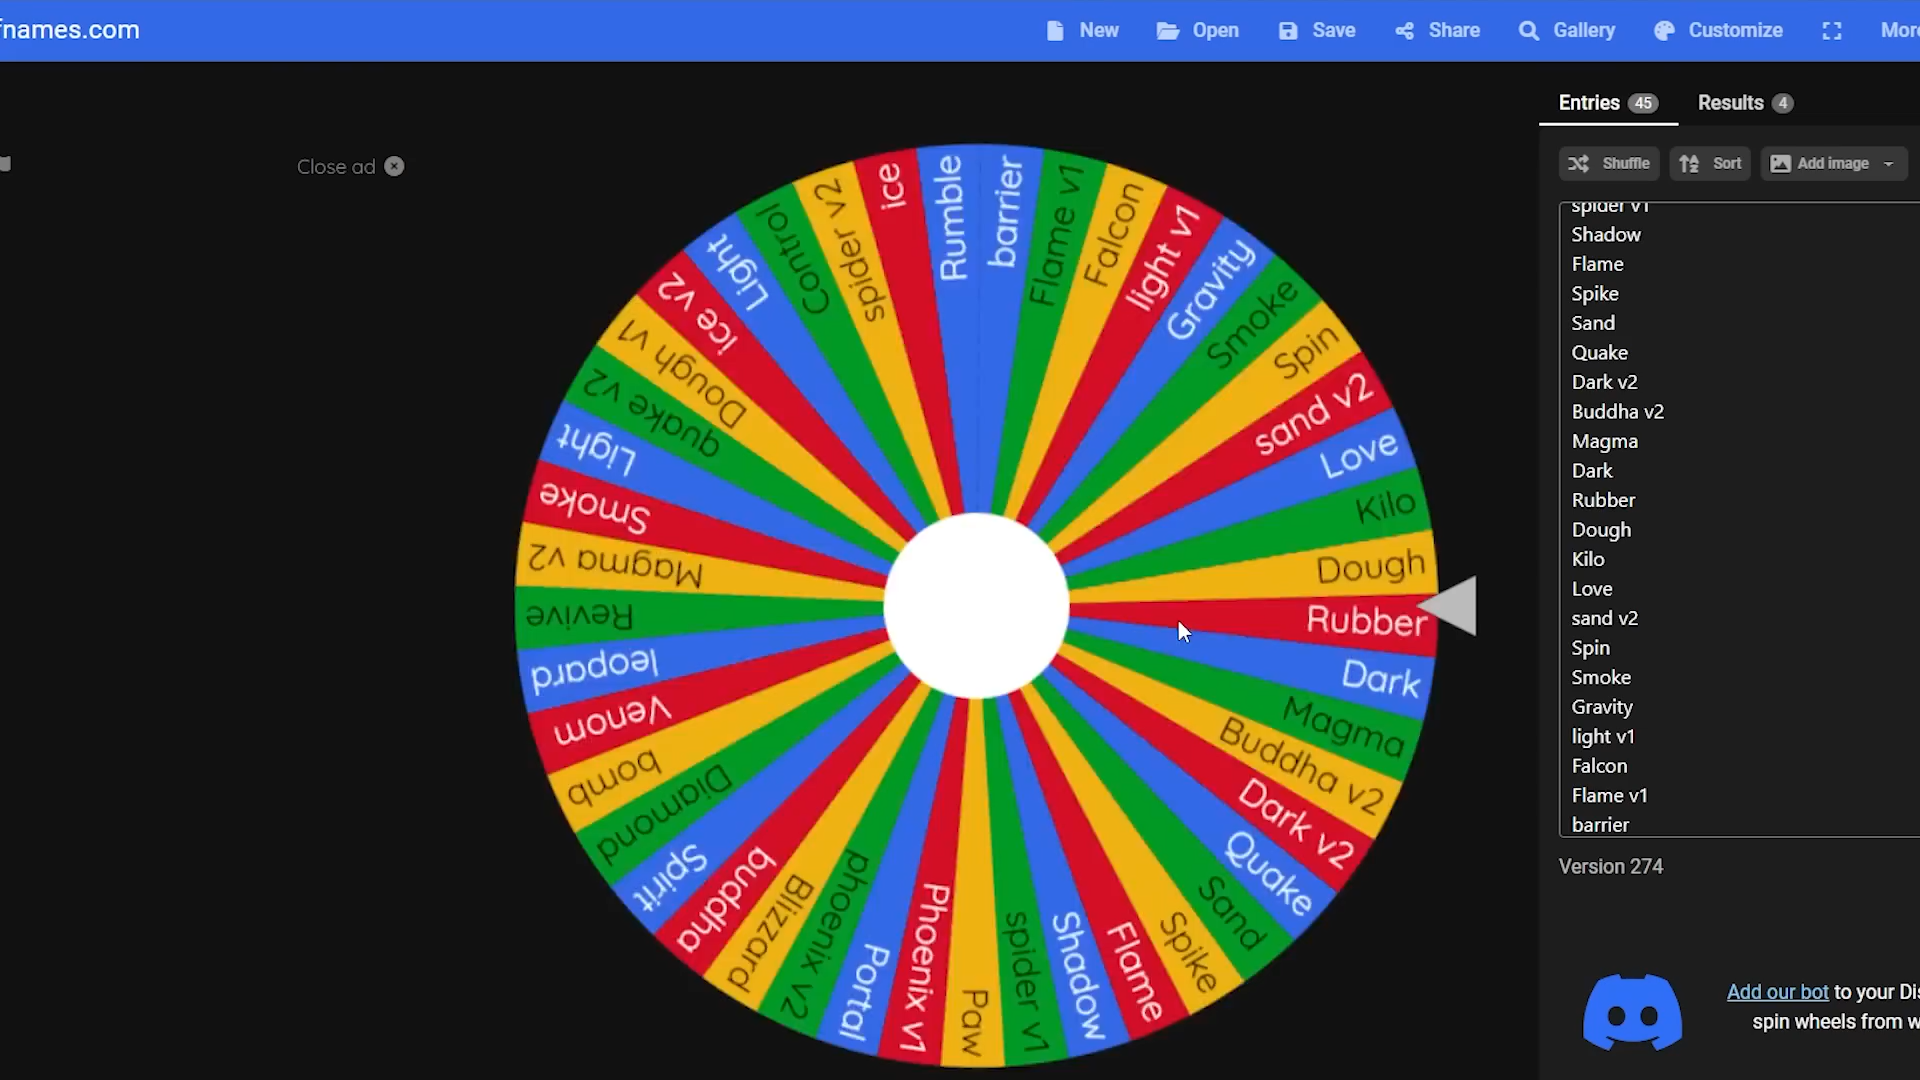 fnames.com
New
Open
Save
Share
Gallery
Customize
More
Close ad
Entries 45
Results 4
Shuffle
Sort
Add image
spider v1
Shadow
Flame
Spike
Sand
Quake
Dark v2
Buddha v2
Magma
Dark
Rubber
Dough
Kilo
Love
sand v2
Spin
Smoke
Gravity
light v1
Falcon
Flame v1
barrier
Version 274
Add our bot to your Dis
spin wheels from w
Rumble
barrier
Flame v1
Falcon
light v1
Gravity
Smoke
Spin
sand v2
Love
Kilo
Dough
Rubber
Dark
Magma
Buddha v2
Dark v2
Quake
Sand
Spike
Flame
Shadow
spider v1
Paw
Phoenix v1
Portal
phoenix v2
Blizzard
buddha
Spirit
Diamond
bomb
Venom
leopard
Revive
Magma v2
Smoke
Light
quake v2
Dough v1
ice v2
Light
Control
spider v2
ice